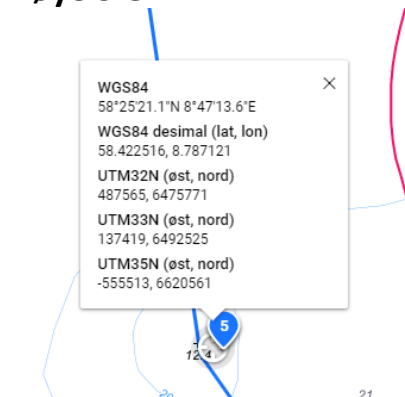 WGS84
58°25'21.1"N 8°47'13.6"E
WGS84 desimal (lat, lon)
58.422516, 8.787121
UTM32N (øst, nord)
487565, 6475771
UTM33N (øst, nord)
137419, 6492525
UTM35N (øst, nord)
-555513, 6620561
5
20
21